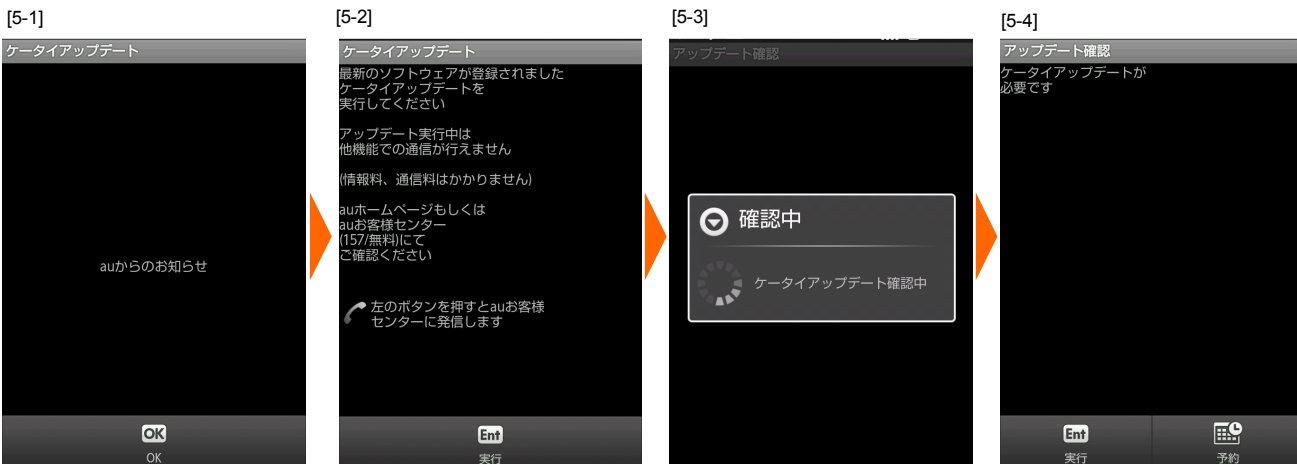 [5-1]
ケータイアップデート
auからのお知らせ
OK
OK
[5-2]
ケータイアップデート
最新のソフトウェアが登録されました
ケータイアップデートを
実行してください
アップデート実行中は
他機能での通信が行えません
(情報料、通信料はかかりません)
auホームページもしくは
auお客様センター
(157/無料)にて
ご確認ください
左のボタンを押すとauお客様
センターに発信します
Ent
実行
[5-3]
アップデート確認
確認中
ケータイアップデート確認中
[5-4]
アップデート確認
ケータイアップデートが
必要です
Ent
実行
予約